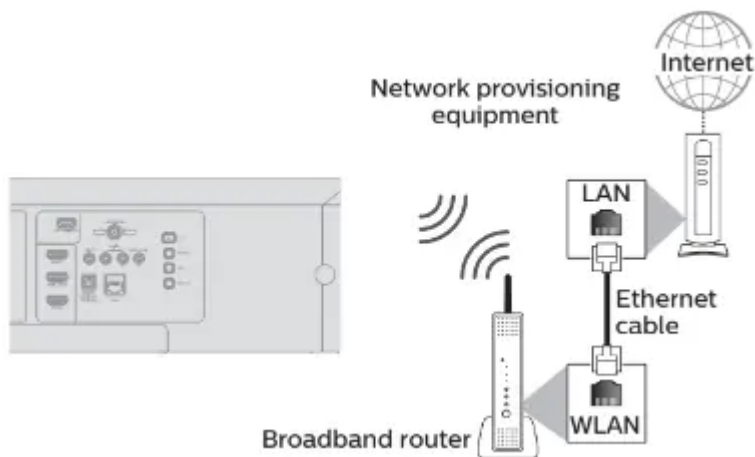 Internet
Network provisioning
equipment
LAN
Ethernet
cable
WLAN
Broadband router